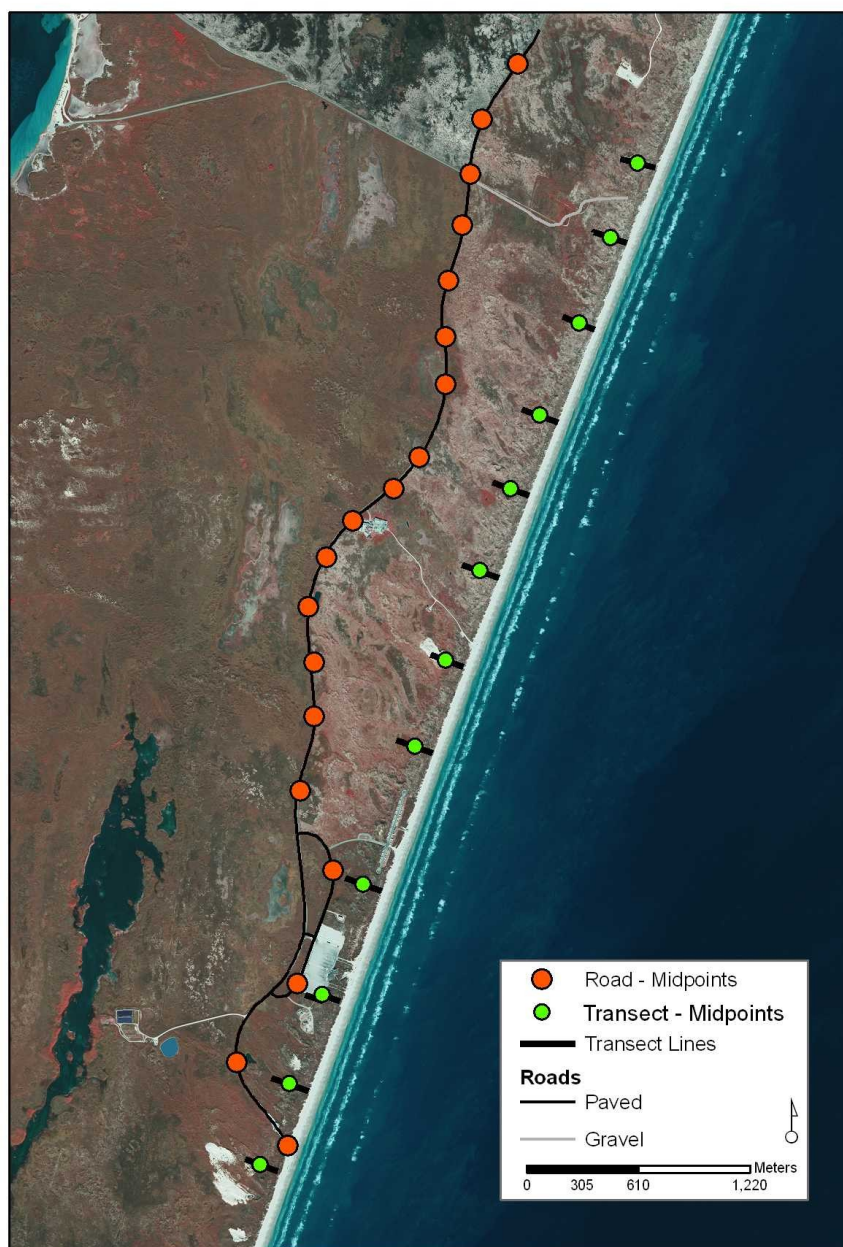 Road - Midpoints
Transect - Midpoints
Transect Lines
Roads
Paved
Gravel
Meters
0 305 610 1,220